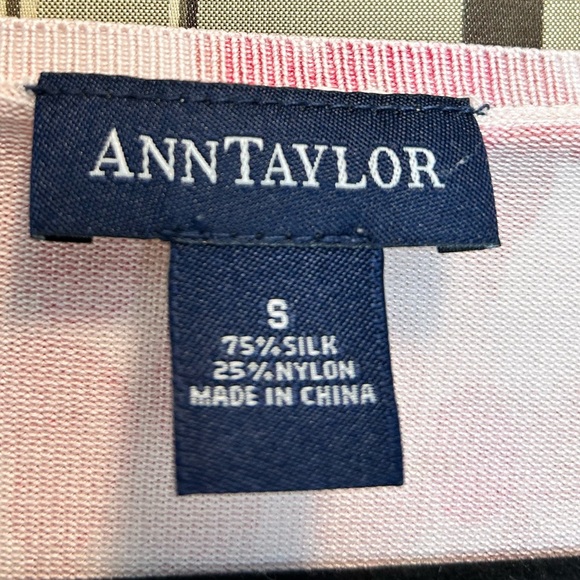 ANNTAYLOR
S
75%SILK
25%NYLON
MADE IN CHINA